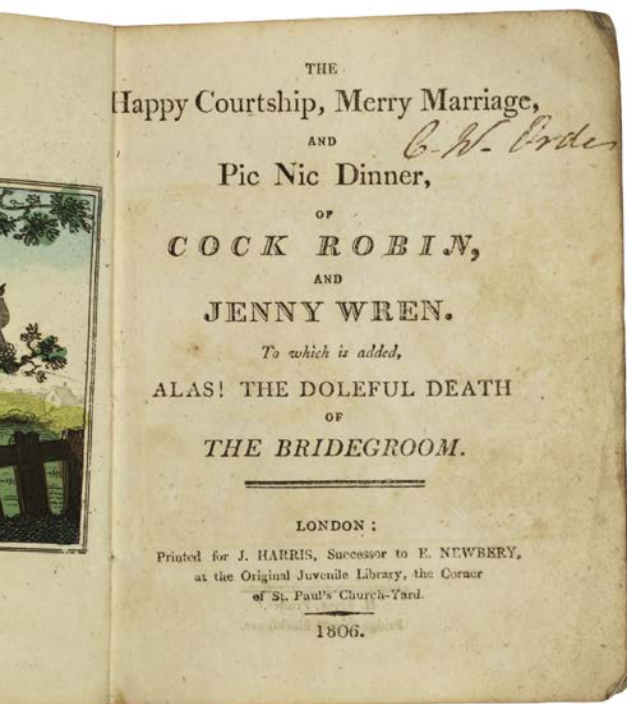 THE
Happy Courtship, Merry Marriage,
AND
Pic Nic Dinner,
OF
COCK ROBIN,
AND
JENNY WREN.
To which is added,
ALAS! THE DOLEFUL DEATH
OF
THE BRIDEGROOM.
LONDON:
Printed for J. HARRIS, Successor to E. NEWBERY,
at the Original Juvenile Library, the Corner
of St. Paul's Church-Yard.
1806.